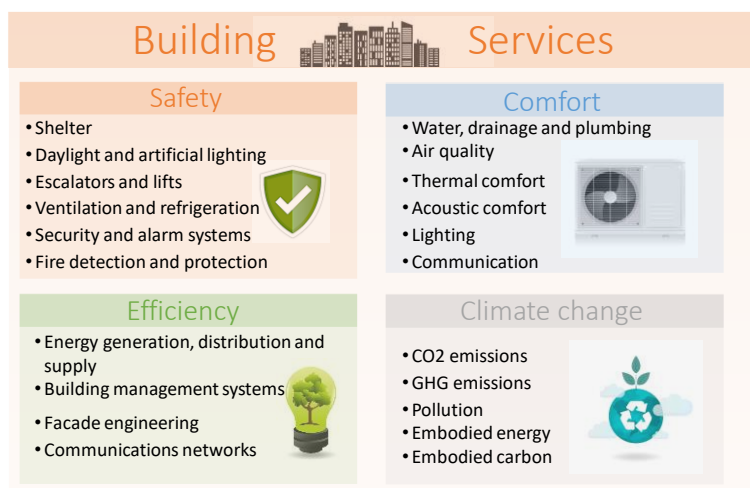 Building Services
Safety
• Shelter
• Daylight and artificial lighting
• Escalators and lifts
• Ventilation and refrigeration
• Security and alarm systems
• Fire detection and protection
Comfort
• Water, drainage and plumbing
• Air quality
• Thermal comfort
• Acoustic comfort
• Lighting
• Communication
Efficiency
• Energy generation, distribution and
supply
• Building management systems
• Facade engineering
• Communications networks
Climate change
• CO2 emissions
• GHG emissions
• Pollution
• Embodied energy
• Embodied carbon